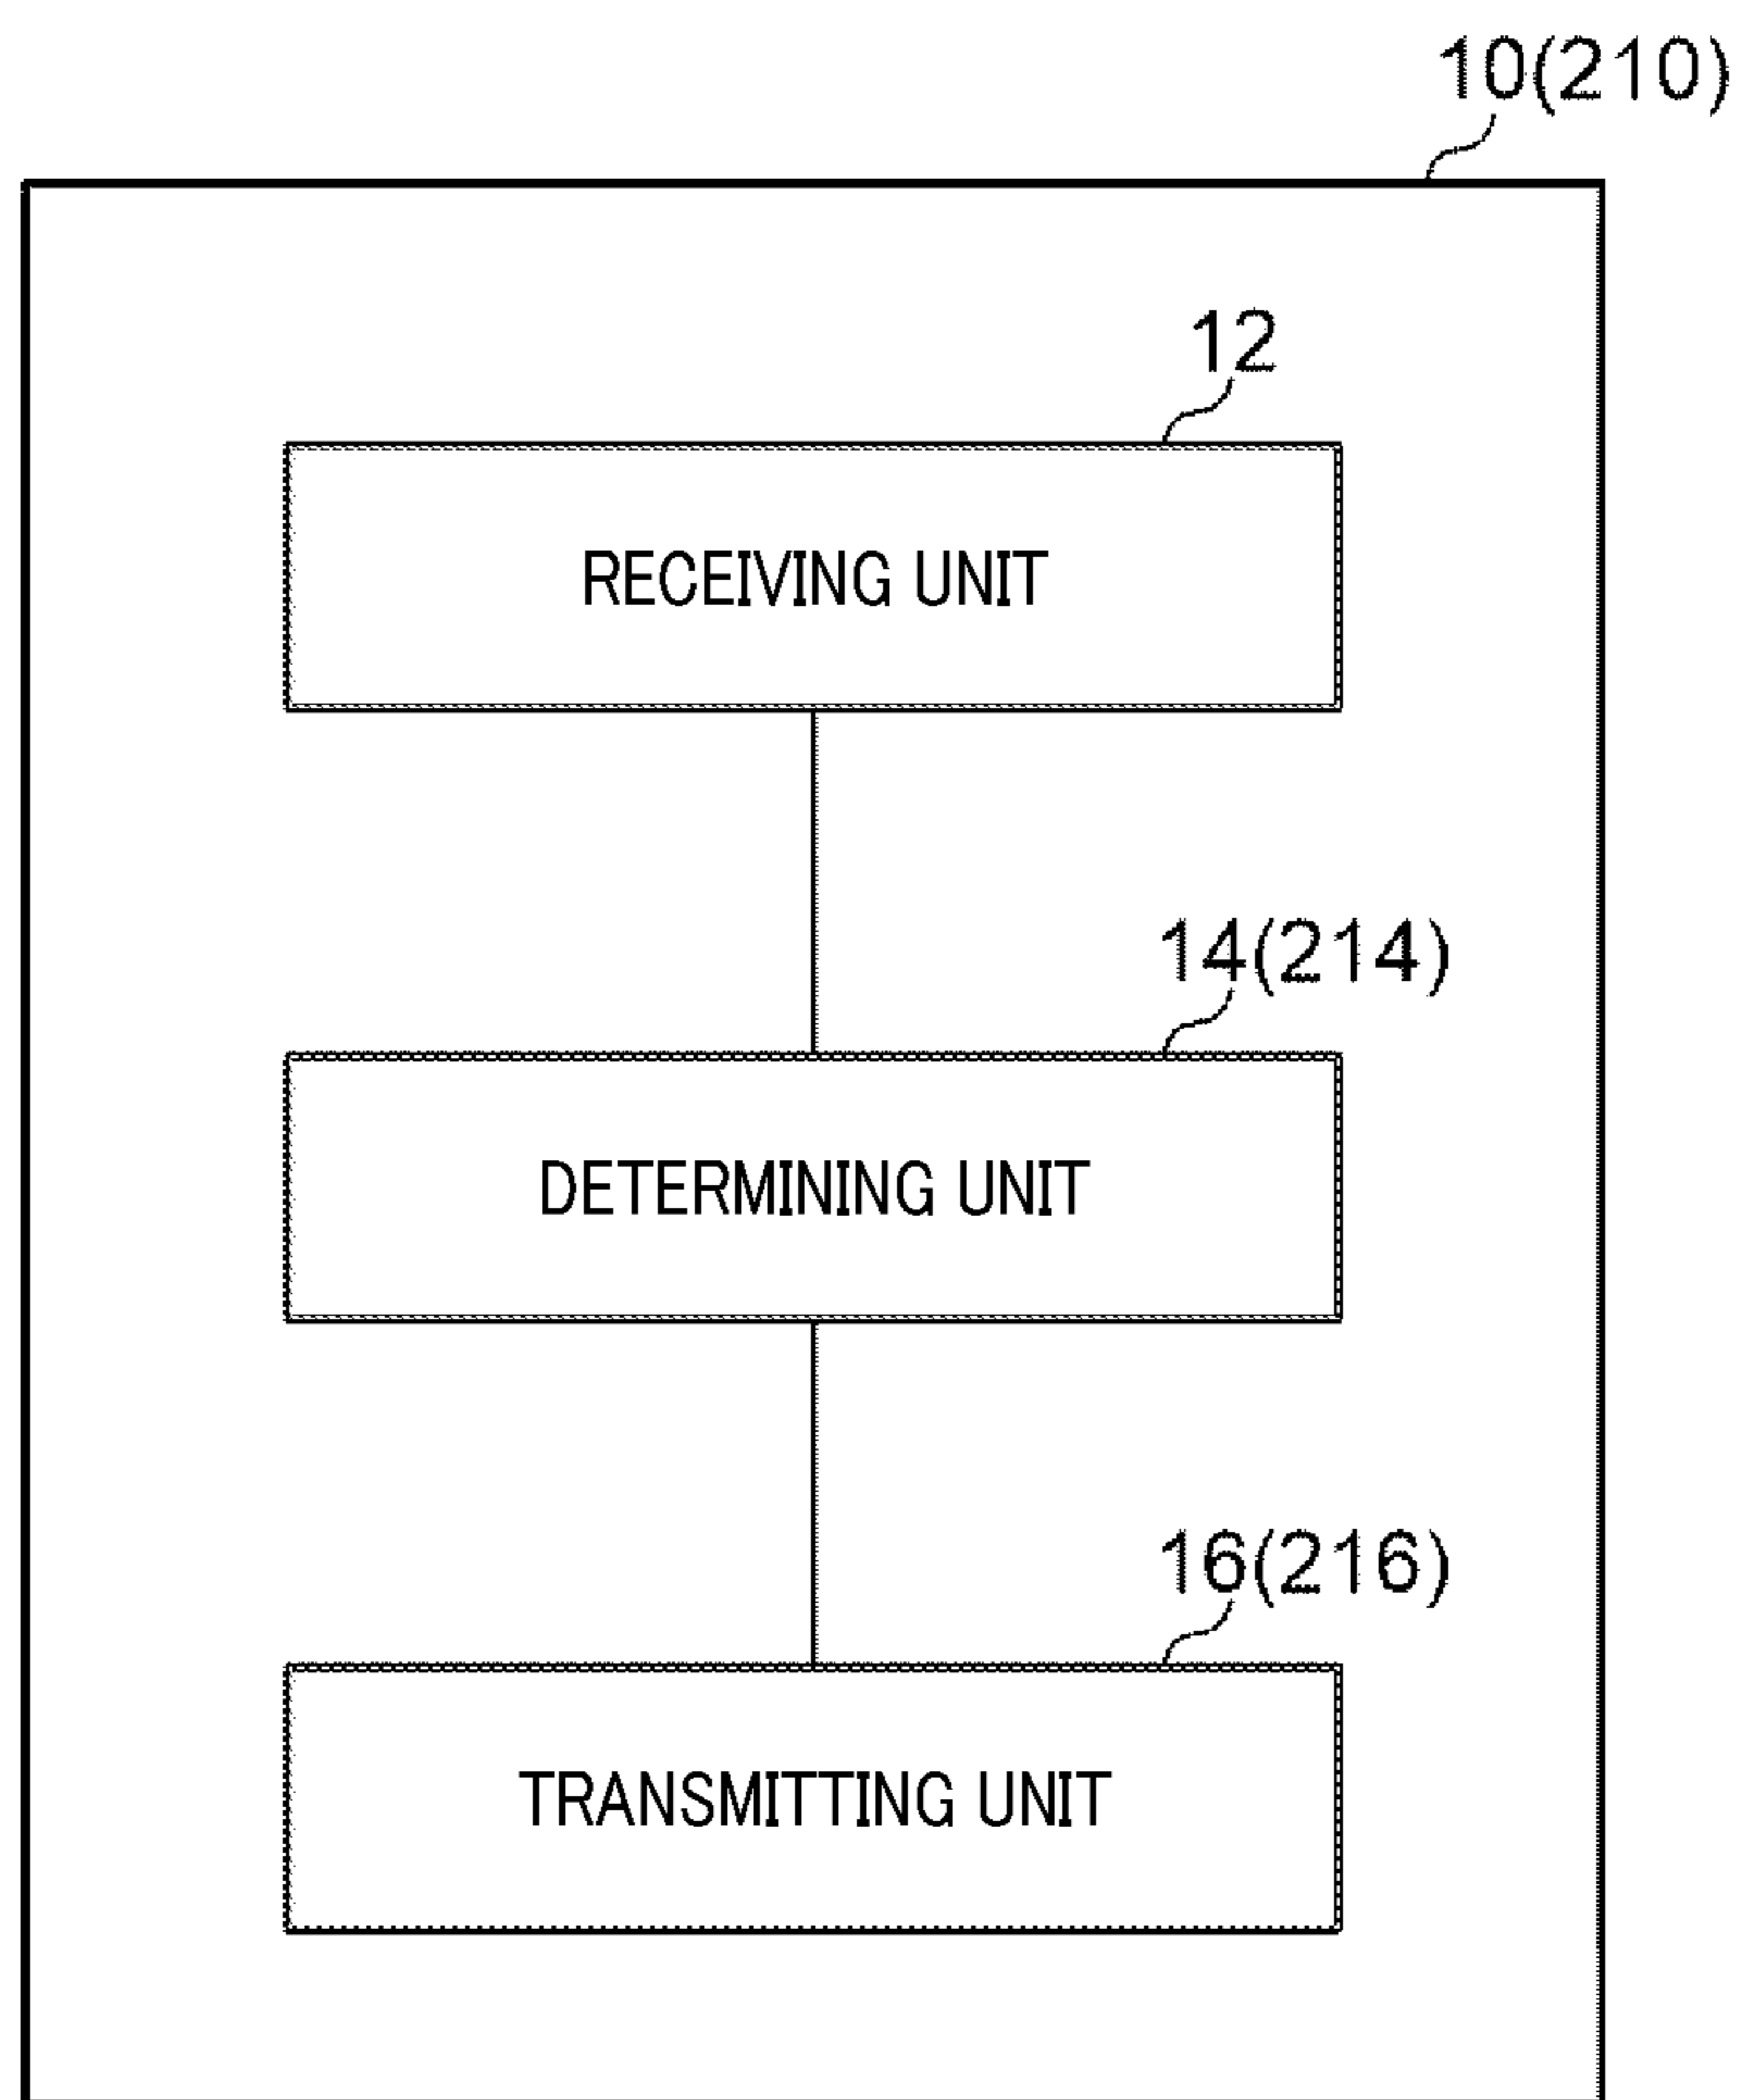 10(210)
12
RECEIVING UNIT
14(214)
DETERMINING UNIT
16(216)
TRANSMITTING UNIT